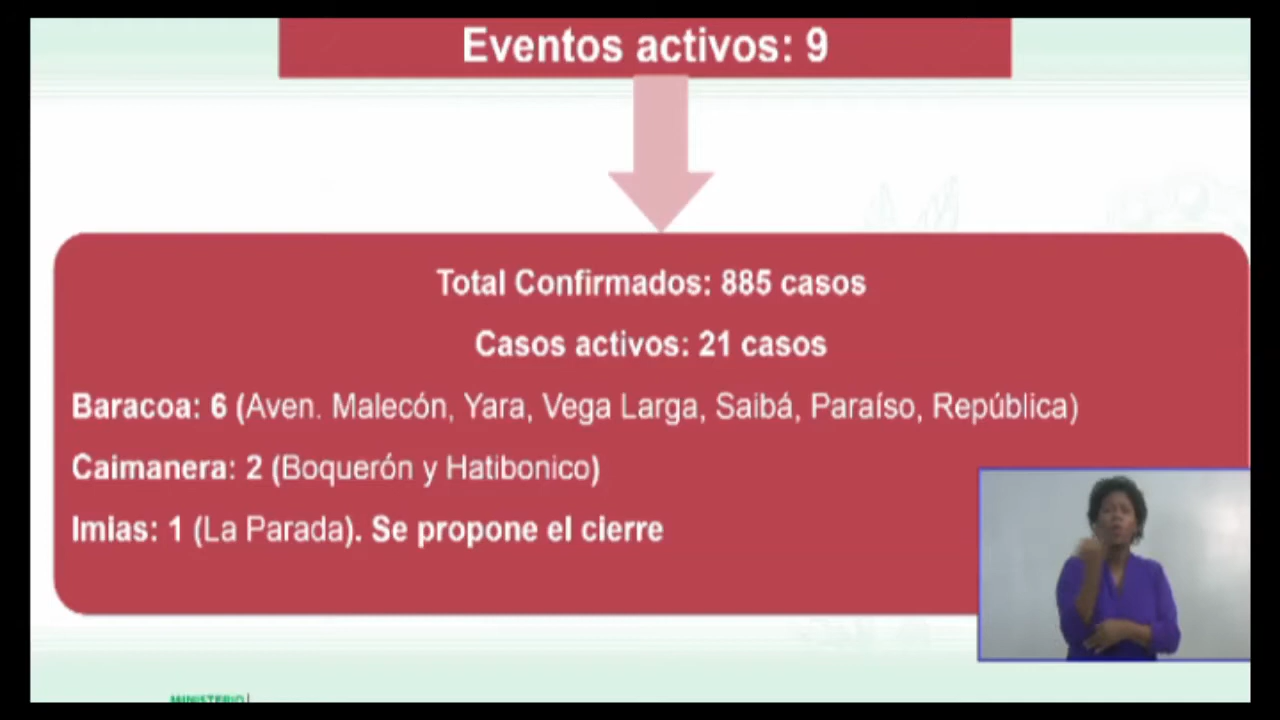 Eventos activos: 9
Total Confirmados: 885 casos
Casos activos: 21 casos
Baracoa: 6 (Aven. Malecón, Yara, Vega Larga, Saibá, Paraíso, República)
Caimanera: 2 (Boquerón y Hatibonico)
Imias: 1 (La Parada). Se propone el cierre
MINISTERIO